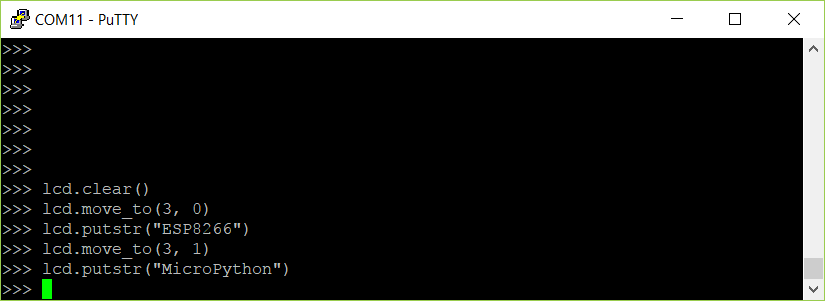 COM11 - PuTTY
>>>
>>>
>>>
>>>
>>>
>>>
>>>
>>> lcd.clear()
>>> lcd.move_to(3, 0)
>>> lcd.putstr("ESP8266")
>>> lcd.move_to(3, 1)
>>> lcd.putstr("MicroPython")
>>>